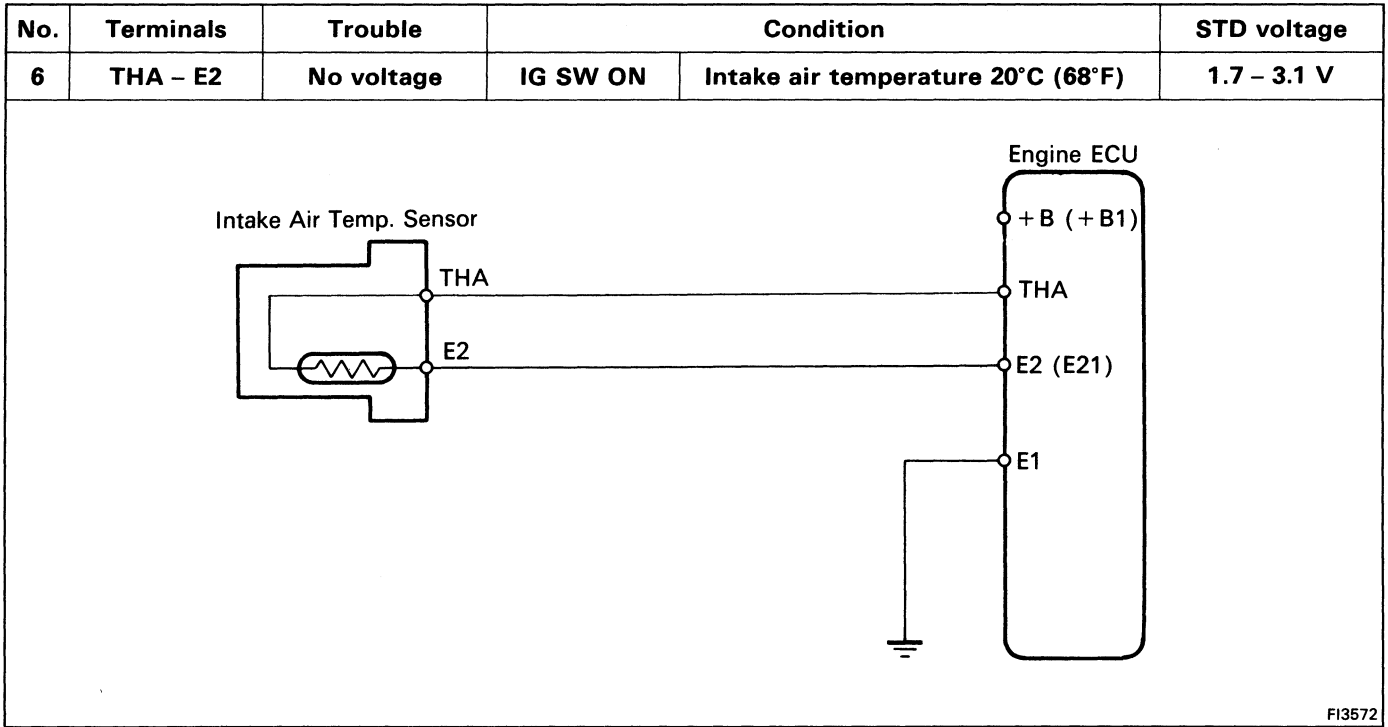 No. Terminals Trouble Condition STD voltage
6 THA – E2 No voltage IG SW ON Intake air temperature 20°C (68°F) 1.7 – 3.1 V
Engine ECU
+B (+B1)
Intake Air Temp. Sensor
THA
THA
E2
E2 (E21)
E1
FI3572